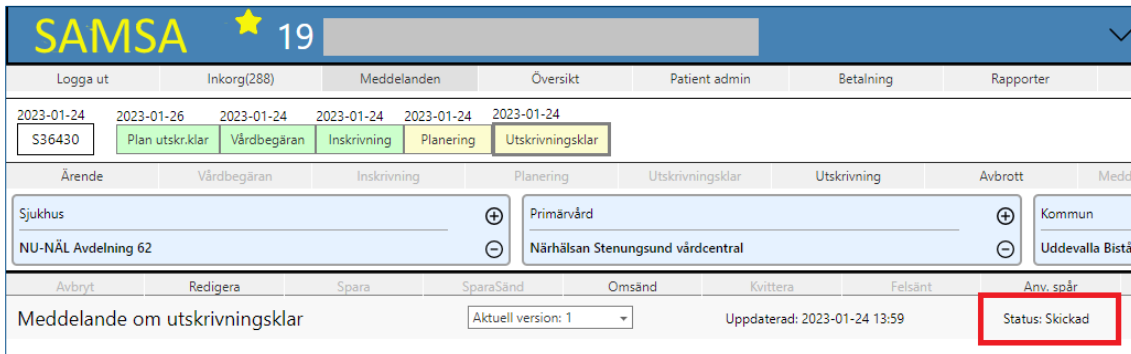 SAMSA 19
Logga ut Inkorg(288) Meddelanden Översikt Patient admin Betalning Rapporter
2023-01-24 2023-01-26 2023-01-24 2023-01-24 2023-01-24 2023-01-24
S36430 Plan utskr.klar Vårdbegäran Inskrivning Planering Utskrivningsklar
Ärende Vårdbegäran Inskrivning Planering Utskrivningsklar Utskrivning Avbrott Medd
Sjukhus Primärvård Kommun
NU-NÄL Avdelning 62 Närhälsan Stenungsund vårdcentral Uddevalla Bistå
Avbryt Redigera Spara SparaSänd Omsänd Kvittera Felsänt Anv. spår
Meddelande om utskrivningsklar Aktuell version: 1 Uppdaterad: 2023-01-24 13:59 Status: Skickad